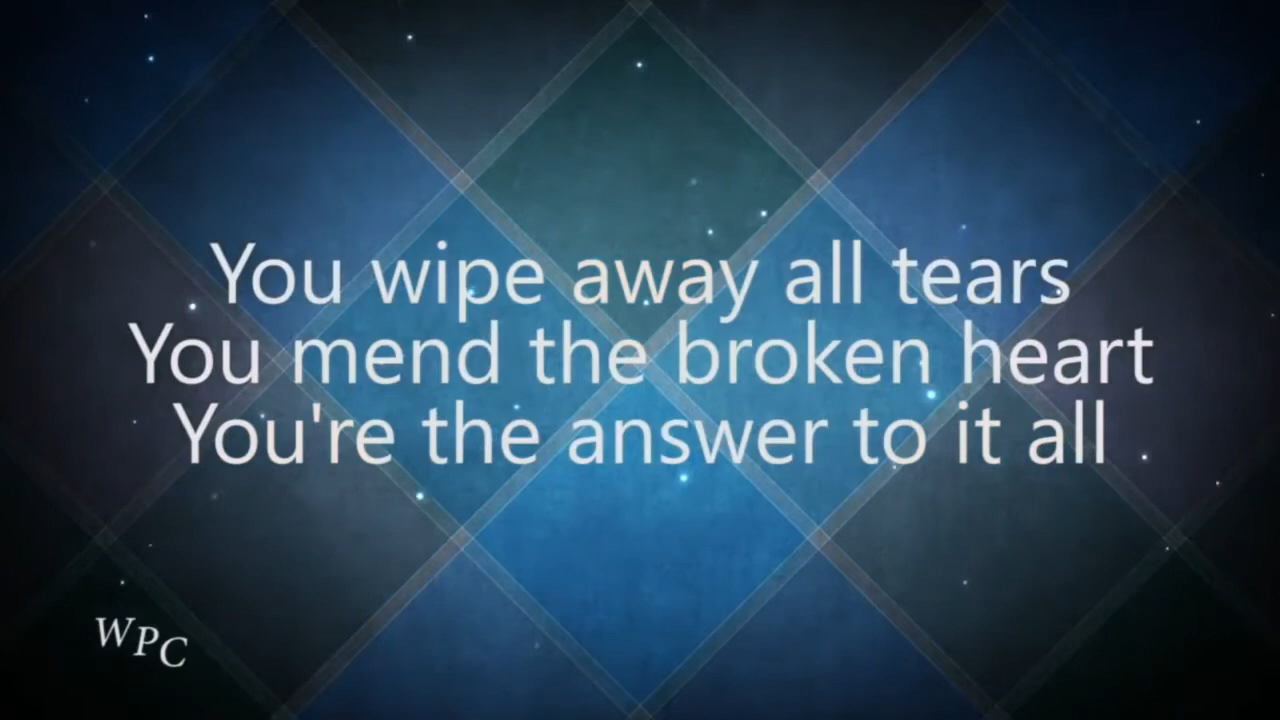 You wipe away all tears
You mend the broken heart
You're the answer to it all
WPC